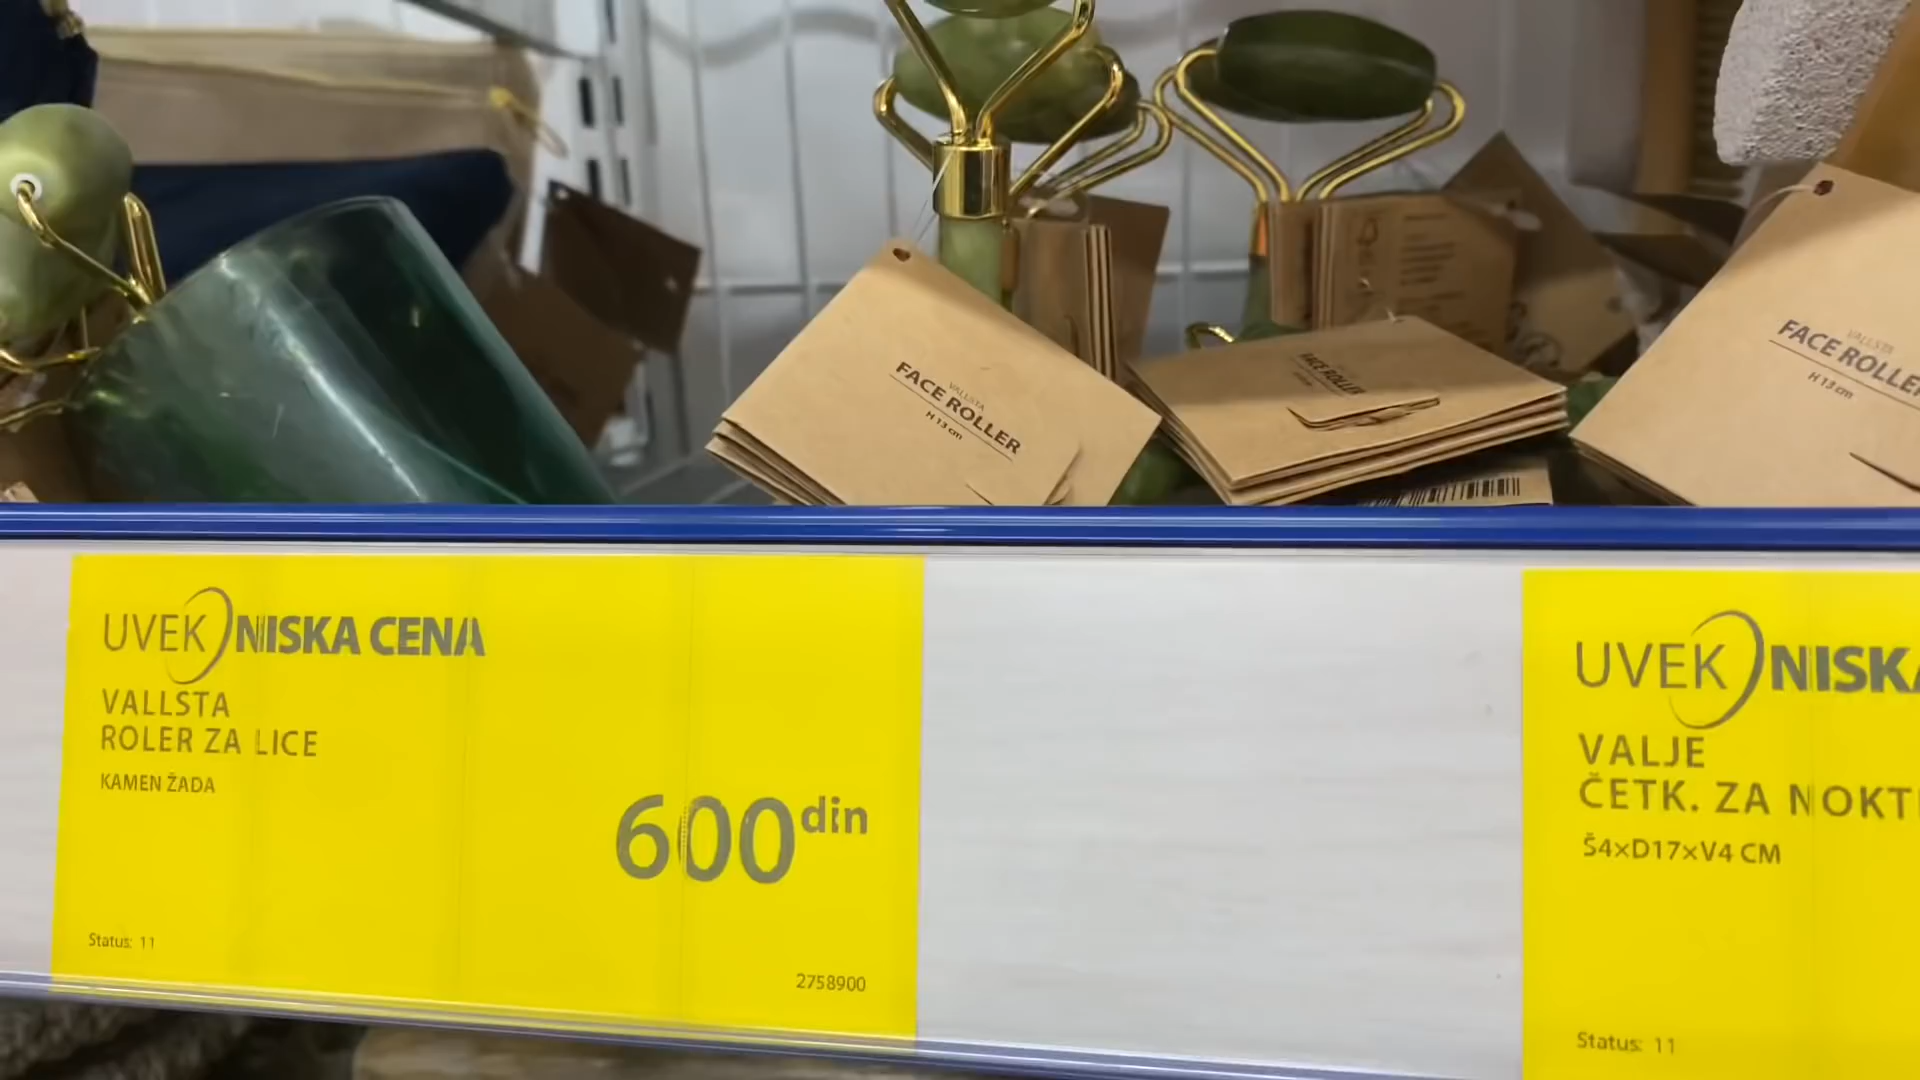 VALLSTA
FACE ROLLER
H 13 cm
FACE ROLLER
VALLSTA
FACE ROLLER
H 13 cm
UVEK NISKA CENA
VALLSTA
ROLER ZA LICE
KAMEN ŽADA
600 din
Status: 11
2758900
UVEK NISKA
VALJE
ČETK. ZA NOKT
Š4×D17×V4 CM
Status: 11